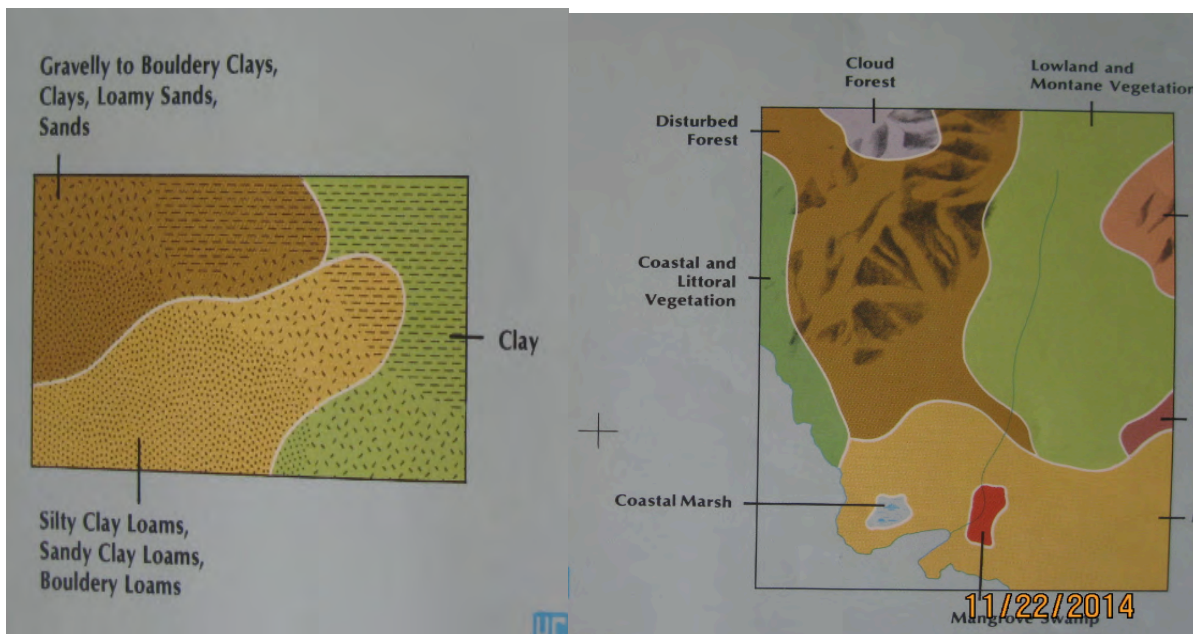 Gravelly to Bouldery Clays,
Clays, Loamy Sands,
Sands
Clay
Silty Clay Loams,
Sandy Clay Loams,
Bouldery Loams
Cloud
Forest
Lowland and
Montane Vegetation
Disturbed
Forest
Coastal and
Littoral
Vegetation
Coastal Marsh
Mangrove Swamp
11/22/2014